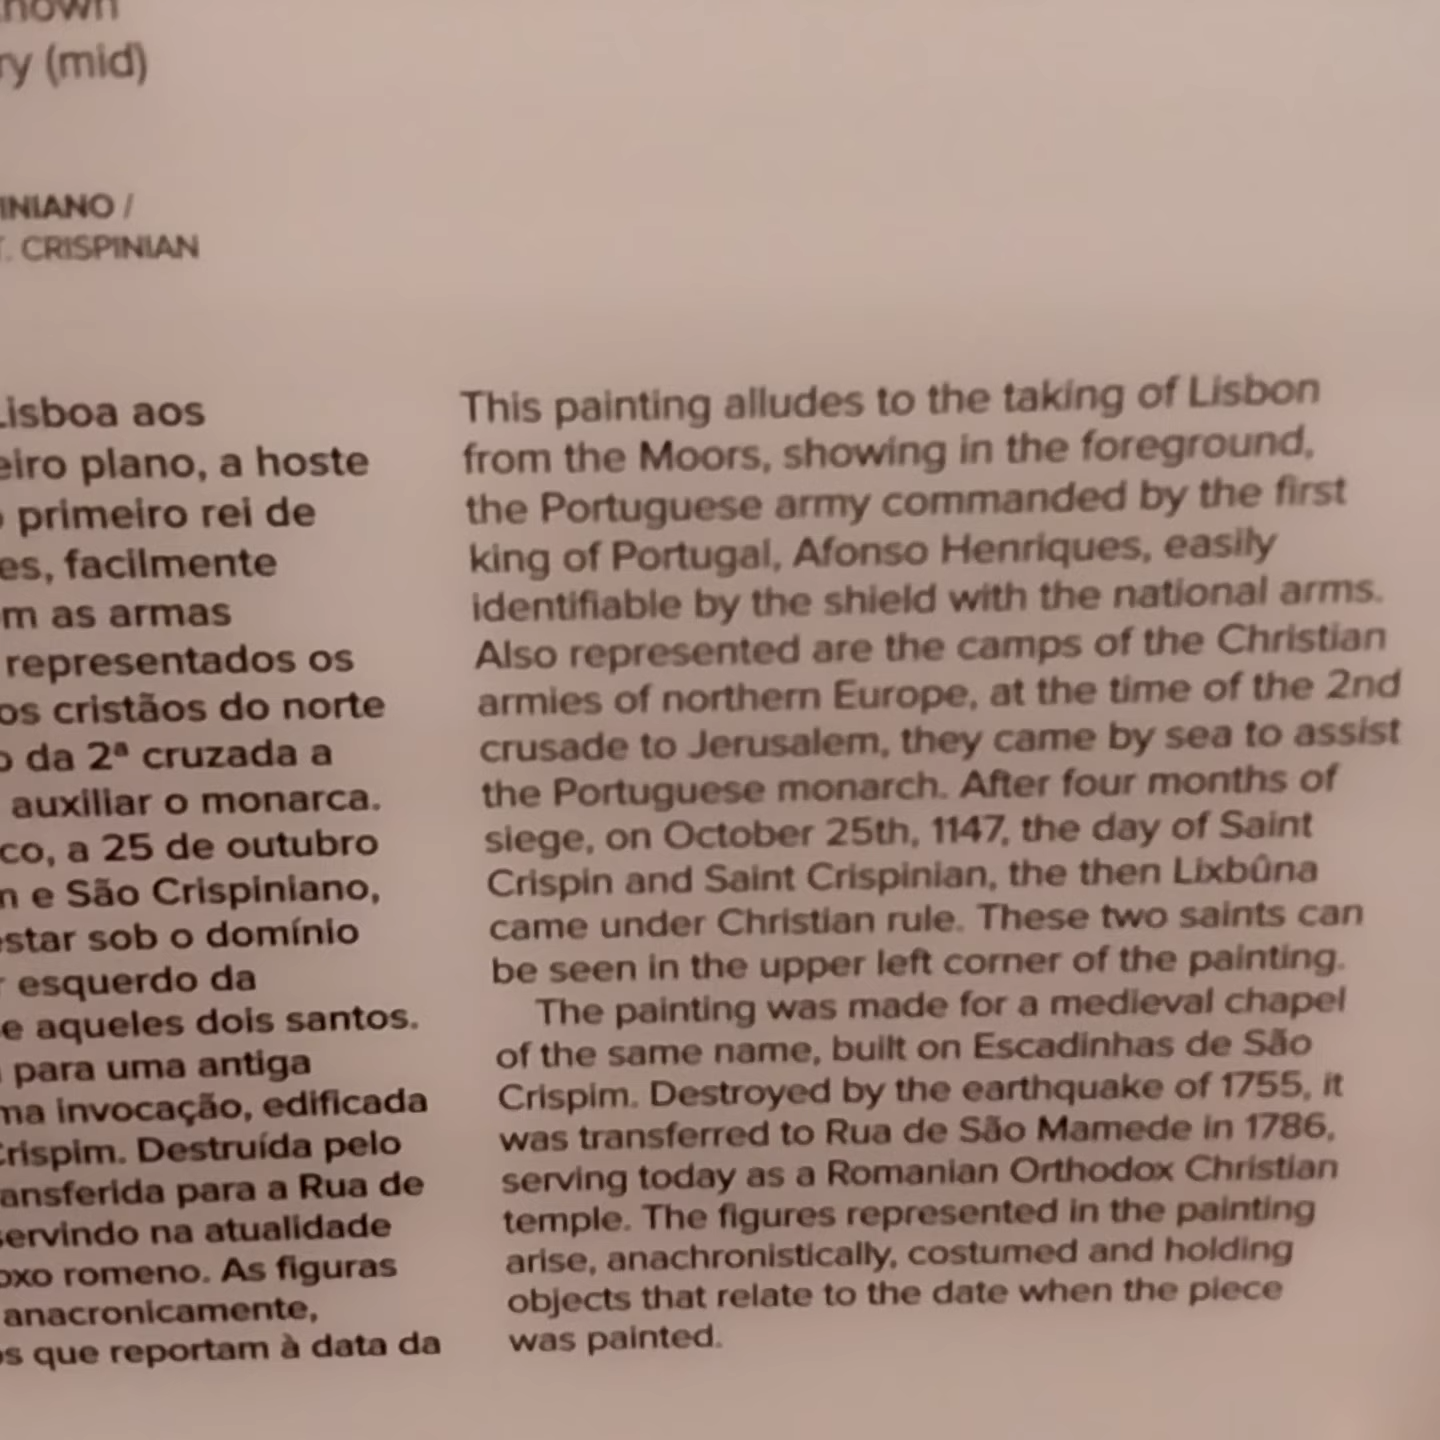 ry (mid)
INIANO /
T. CRISPINIAN
Lisboa aos
eiro plano, a hoste
o primeiro rei de
es, facilmente
om as armas
representados os
os cristãos do norte
o da 2ª cruzada a
auxiliar o monarca.
co, a 25 de outubro
m e São Crispiniano,
estar sob o domínio
r esquerdo da
e aqueles dois santos.
a para uma antiga
ma invocação, edificada
Crispim. Destruída pelo
ansferida para a Rua de
servindo na atualidade
oxo romeno. As figuras
anacronicamente,
os que reportam à data da
This painting alludes to the taking of Lisbon
from the Moors, showing in the foreground,
the Portuguese army commanded by the first
king of Portugal, Afonso Henriques, easily
identifiable by the shield with the national arms.
Also represented are the camps of the Christian
armies of northern Europe, at the time of the 2nd
crusade to Jerusalem, they came by sea to assist
the Portuguese monarch. After four months of
siege, on October 25th, 1147, the day of Saint
Crispin and Saint Crispinian, the then Lixbûna
came under Christian rule. These two saints can
be seen in the upper left corner of the painting.
The painting was made for a medieval chapel
of the same name, built on Escadinhas de São
Crispim. Destroyed by the earthquake of 1755, it
was transferred to Rua de São Mamede in 1786,
serving today as a Romanian Orthodox Christian
temple. The figures represented in the painting
arise, anachronistically, costumed and holding
objects that relate to the date when the piece
was painted.